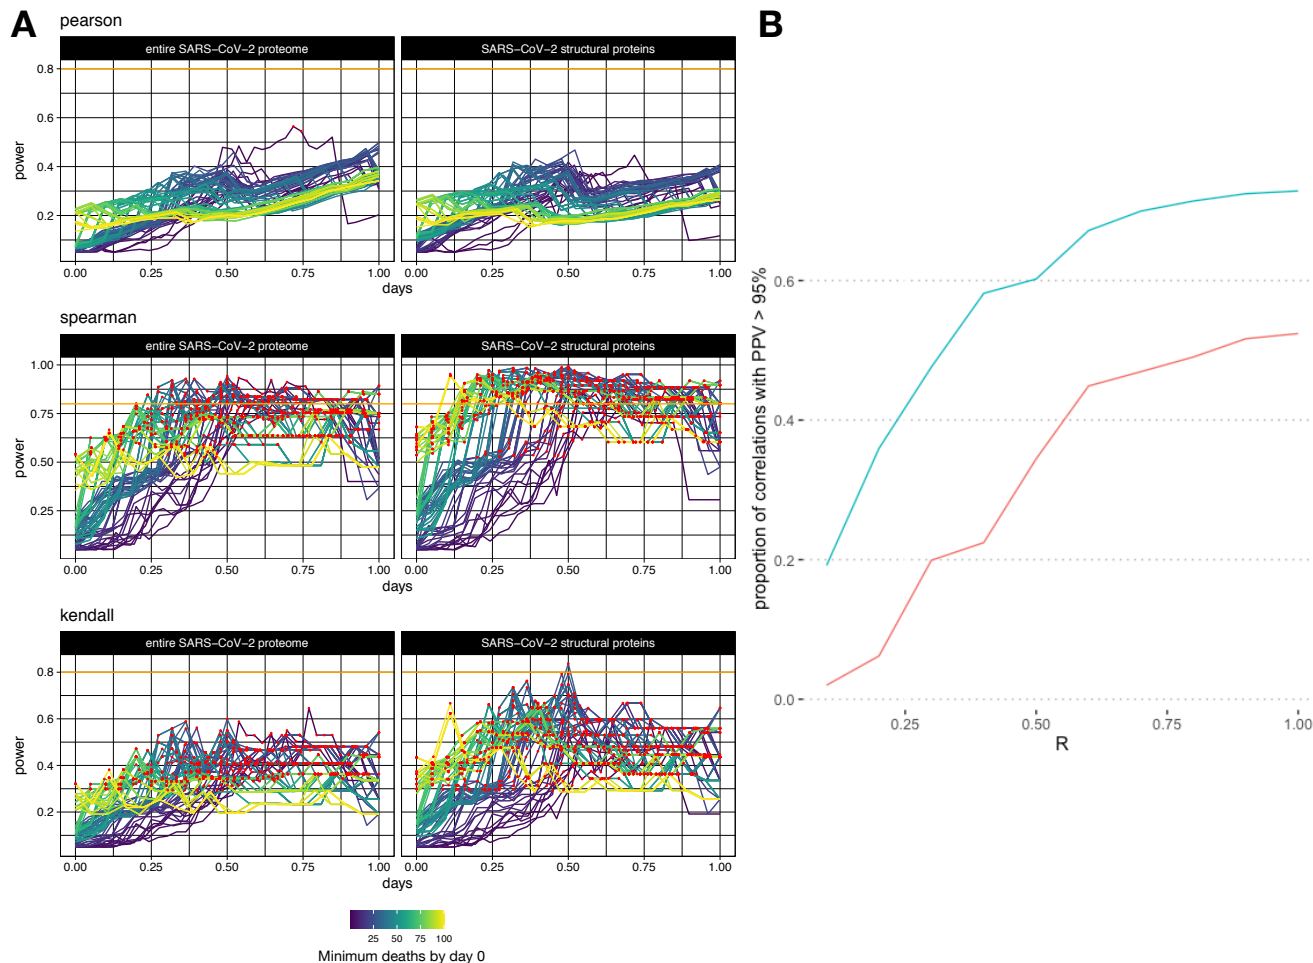 A
pearson
entire SARS−CoV−2 proteome
SARS−CoV−2 structural proteins
power
0.8
0.6
0.4
0.2
0.00 0.25 0.50 0.75 1.00
0.00 0.25 0.50 0.75 1.00
days
spearman
entire SARS−CoV−2 proteome
SARS−CoV−2 structural proteins
power
1.00
0.75
0.50
0.25
0.00 0.25 0.50 0.75 1.00
0.00 0.25 0.50 0.75 1.00
days
kendall
entire SARS−CoV−2 proteome
SARS−CoV−2 structural proteins
power
0.8
0.6
0.4
0.2
0.00 0.25 0.50 0.75 1.00
0.00 0.25 0.50 0.75 1.00
days
25 50 75 100
Minimum deaths by day 0
B
proportion of correlations with PPV > 95%
0.6
0.4
0.2
0.0
0.25 0.50 0.75 1.00
R